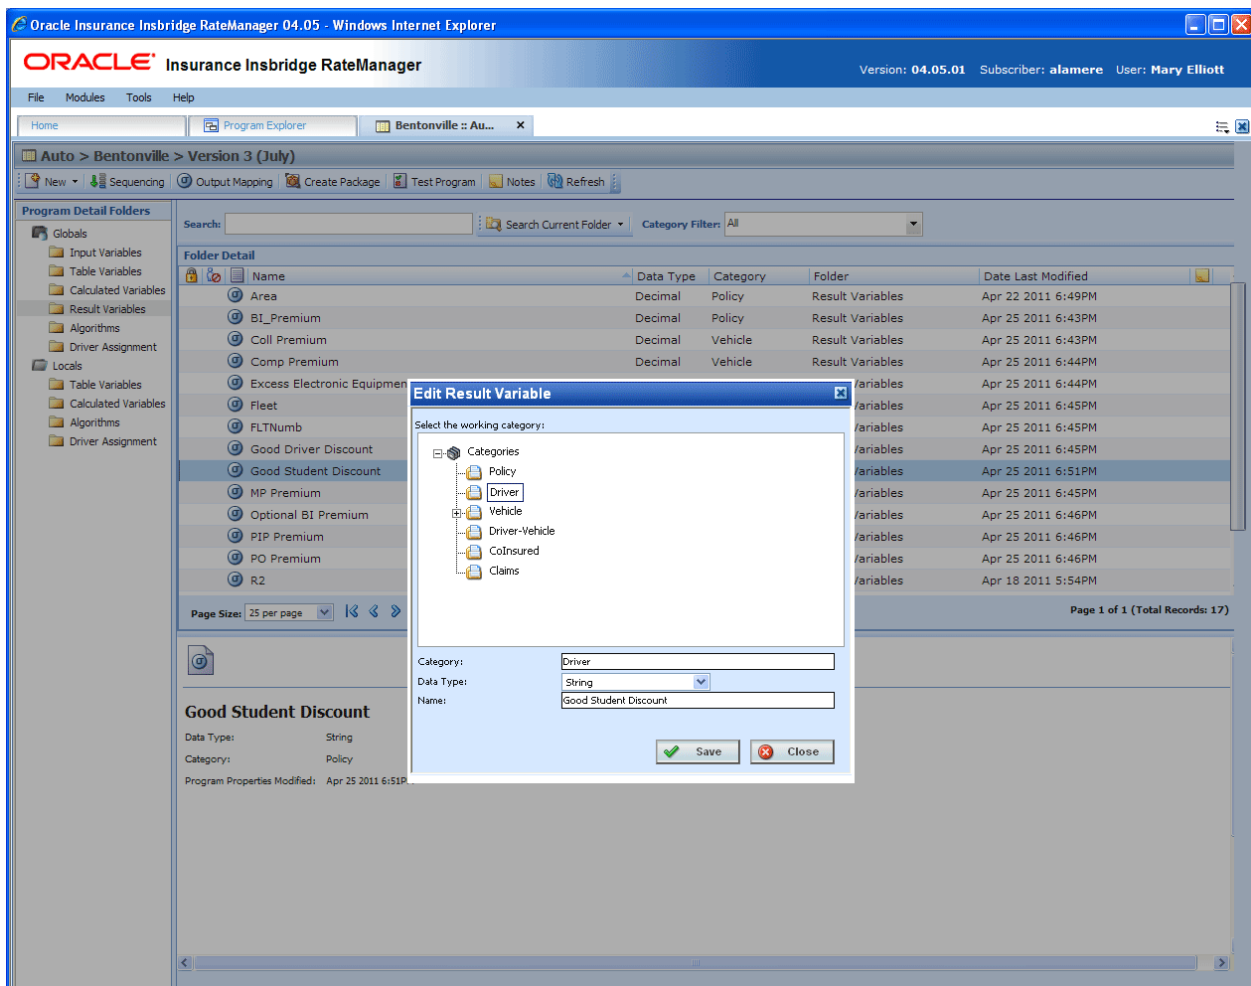 Oracle Insurance Insbridge RateManager 04.05 - Windows Internet Explorer
ORACLE Insurance Insbridge RateManager
Version: 04.05.01 Subscriber: alamere User: Mary Elliott
File Modules Tools Help
Home Program Explorer Bentonville :: Au... x
Auto > Bentonville > Version 3 (July)
New Sequencing Output Mapping Create Package Test Program Notes Refresh
Program Detail Folders
Globals
Input Variables
Table Variables
Calculated Variables
Result Variables
Algorithms
Driver Assignment
Locals
Table Variables
Calculated Variables
Algorithms
Driver Assignment
Search: Search Current Folder Category Filter: All
Folder Detail
Name Data Type Category Folder Date Last Modified
Area Decimal Policy Result Variables Apr 22 2011 6:49PM
BI_Premium Decimal Policy Result Variables Apr 25 2011 6:43PM
Coll Premium Decimal Vehicle Result Variables Apr 25 2011 6:43PM
Comp Premium Decimal Vehicle Result Variables Apr 25 2011 6:44PM
Excess Electronic Equipmen /ariables Apr 25 2011 6:44PM
Fleet /ariables Apr 25 2011 6:45PM
FLTNumb /ariables Apr 25 2011 6:45PM
Good Driver Discount /ariables Apr 25 2011 6:45PM
Good Student Discount /ariables Apr 25 2011 6:51PM
MP Premium /ariables Apr 25 2011 6:45PM
Optional BI Premium /ariables Apr 25 2011 6:46PM
PIP Premium /ariables Apr 25 2011 6:46PM
PO Premium /ariables Apr 25 2011 6:46PM
R2 /ariables Apr 18 2011 5:54PM
Page Size: 25 per page Page 1 of 1 (Total Records: 17)
Good Student Discount
Data Type: String
Category: Policy
Program Properties Modified: Apr 25 2011 6:51P
Edit Result Variable
Select the working category:
Categories
Policy
Driver
Vehicle
Driver-Vehicle
CoInsured
Claims
Category: Driver
Data Type: String
Name: Good Student Discount
Save Close